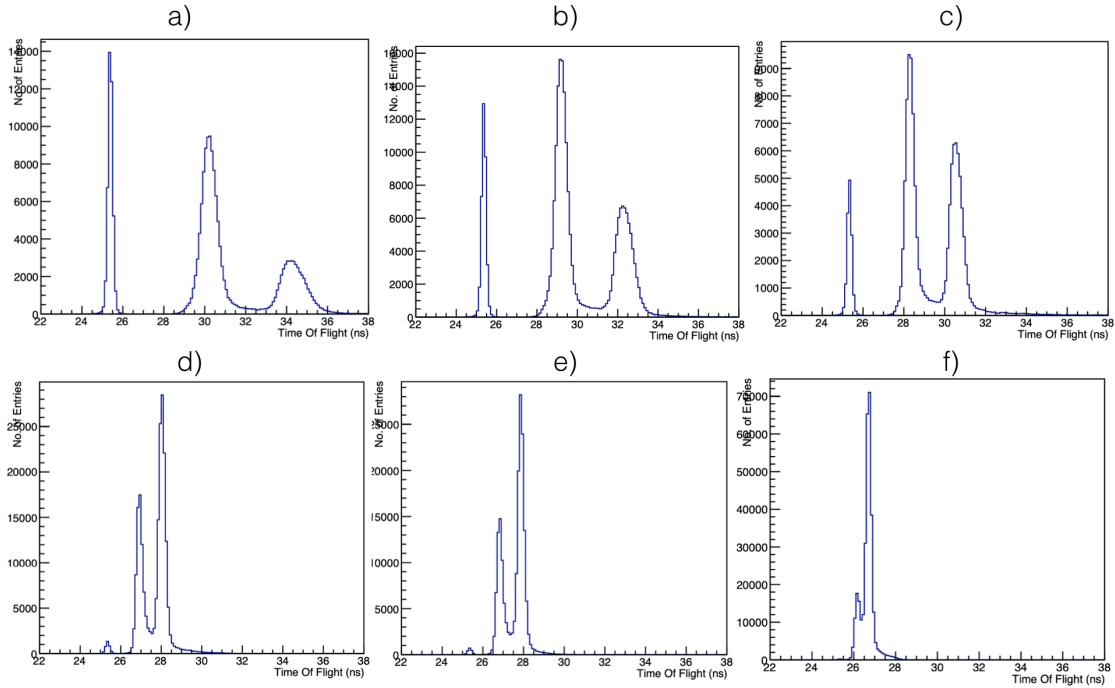 a)
b)
c)
No. of Entries
14000
12000
10000
8000
6000
4000
2000
0
22 24 26 28 30 32 34 36 38
Time Of Flight (ns)
No. of Entries
16000
14000
12000
10000
8000
6000
4000
2000
0
22 24 26 28 30 32 34 36 38
Time Of Flight (ns)
No. of Entries
8000
7000
6000
5000
4000
3000
2000
1000
0
22 24 26 28 30 32 34 36 38
Time Of Flight (ns)
d)
e)
f)
No. of Entries
25000
20000
15000
10000
5000
0
22 24 26 28 30 32 34 36 38
Time Of Flight (ns)
No. of Entries
5000
0
22 24 26 28 30 32 34 36 38
Time Of Flight (ns)
No. of Entries
70000
60000
50000
40000
30000
20000
10000
0
22 24 26 28 30 32 34 36 38
Time Of Flight (ns)